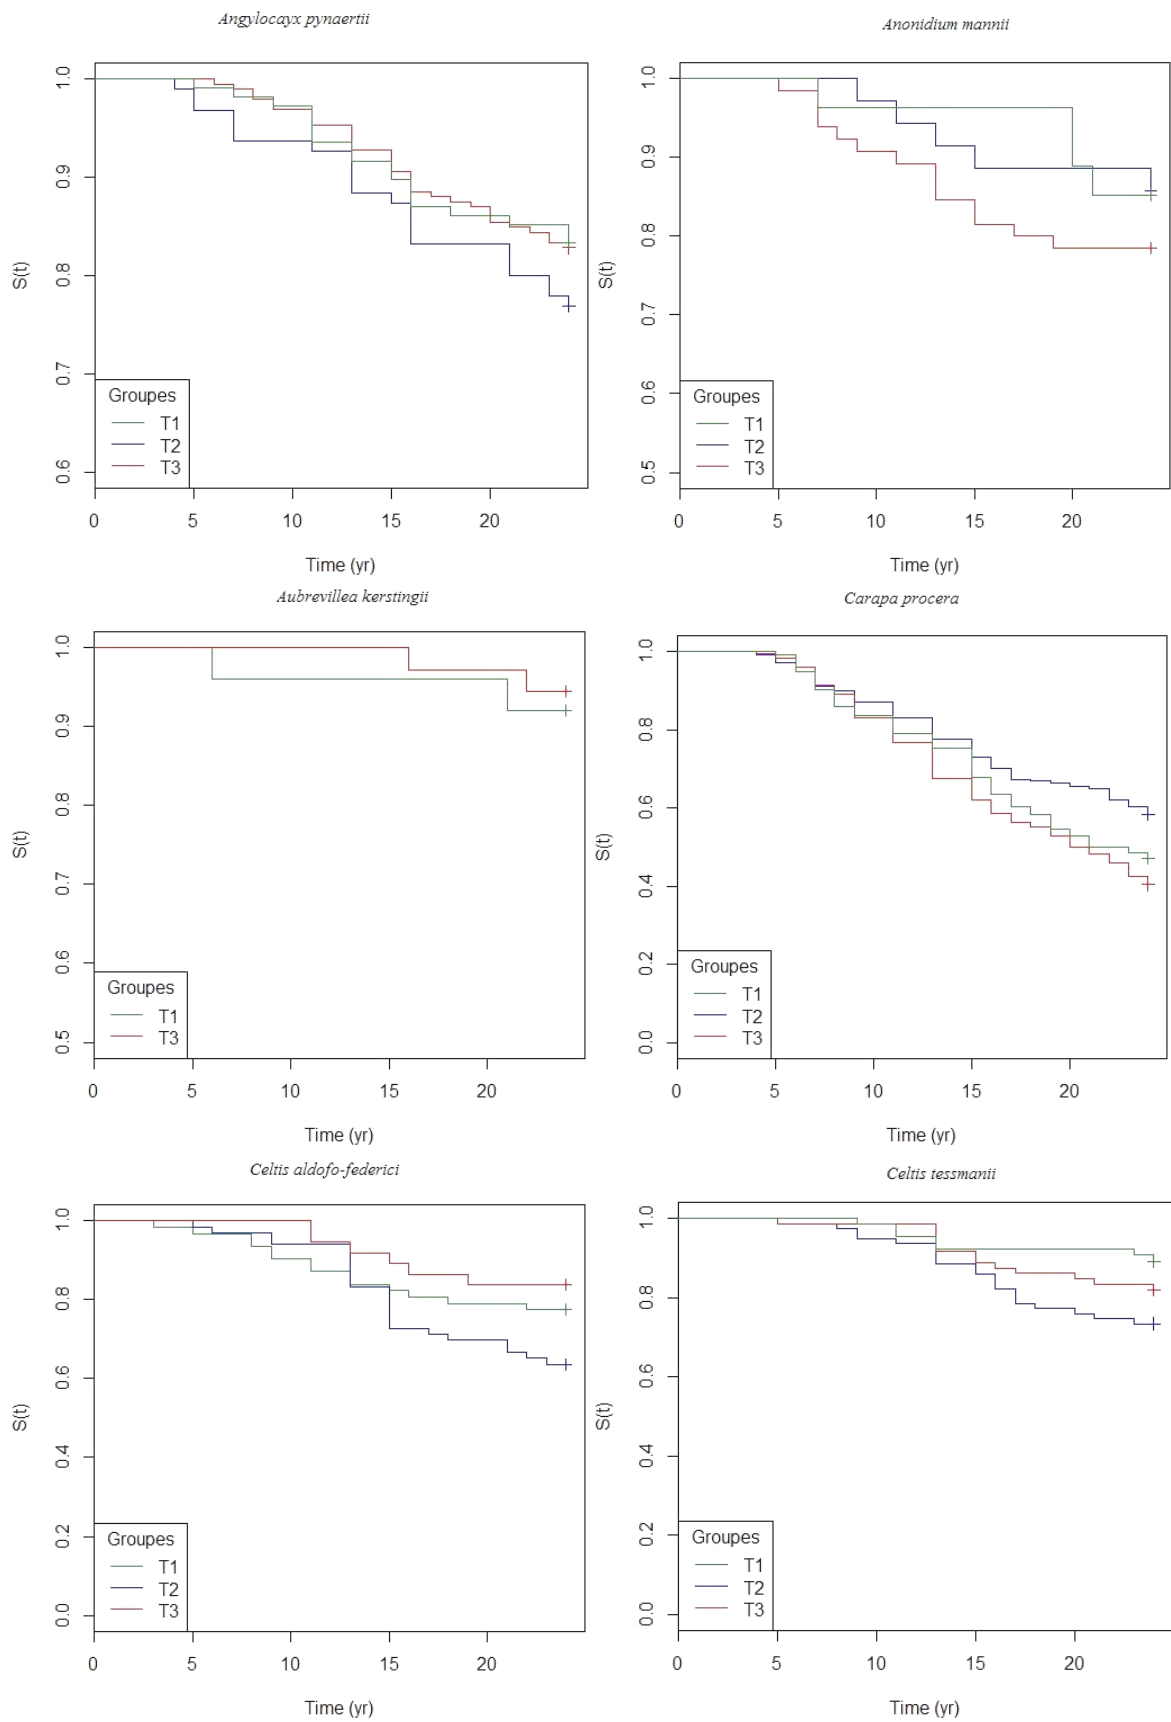 Angylocayx pynaertii
S(t)
1.0
0.9
0.8
0.7
0.6
Groupes
T1
T2
T3
0 5 10 15 20
Time (yr)
Anonidium mannii
S(t)
1.0
0.9
0.8
0.7
0.6
0.5
Groupes
T1
T2
T3
0 5 10 15 20
Time (yr)
Aubrevillea kerstingii
S(t)
1.0
0.9
0.8
0.7
0.6
0.5
Groupes
T1
T3
0 5 10 15 20
Time (yr)
Carapa procera
S(t)
1.0
0.8
0.6
0.4
0.2
0.0
Groupes
T1
T2
T3
0 5 10 15 20
Time (yr)
Celtis aldofo-federici
S(t)
1.0
0.8
0.6
0.4
0.2
0.0
Groupes
T1
T2
T3
0 5 10 15 20
Time (yr)
Celtis tessmanii
S(t)
1.0
0.8
0.6
0.4
0.2
0.0
Groupes
T1
T2
T3
0 5 10 15 20
Time (yr)